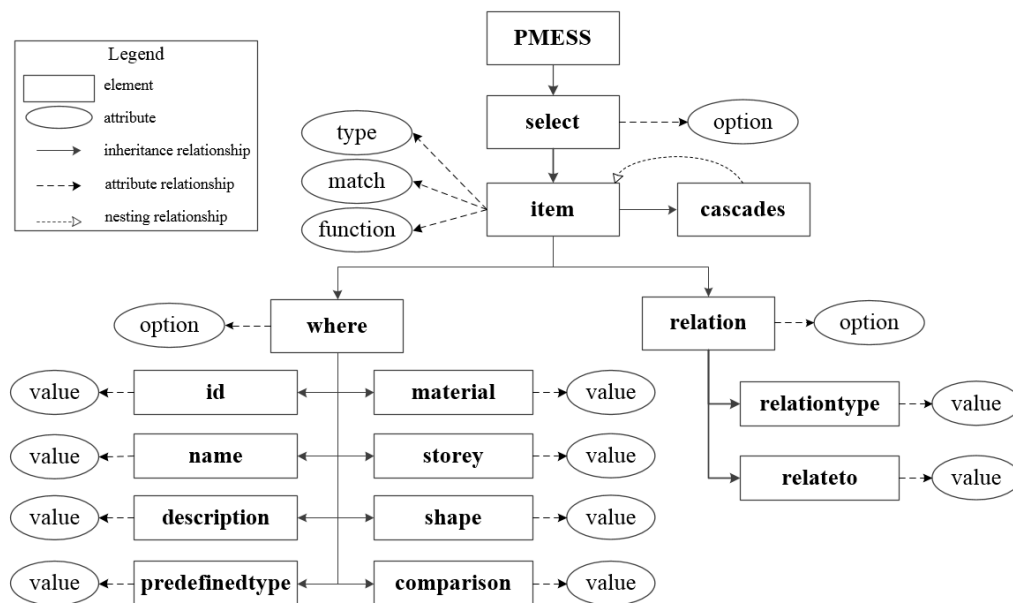 Legend
element
attribute
inheritance relationship
attribute relationship
nesting relationship
PMESS
select
option
type
match
function
item
cascades
option
where
relation
option
value
id
material
value
value
name
storey
value
value
description
shape
value
value
predefinedtype
comparison
value
relationtype
value
relateto
value